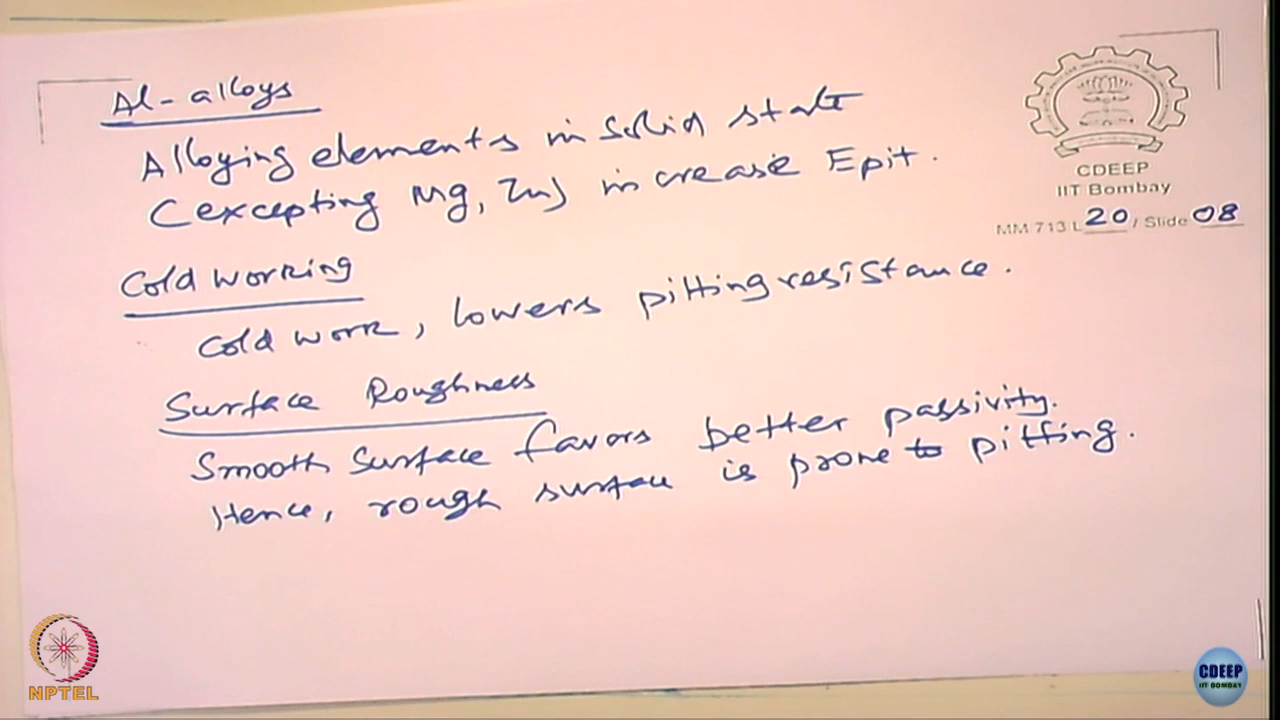 Al-alloys
Alloying elements in solid state
(excepting Mg, Zn) increase Epit.
CDEEP
IIT Bombay
MM 713 L 20 / Slide 08
Cold working
Cold work, lowers pitting resistance.
Surface Roughness
Smooth surface favors better passivity.
Hence, rough surface is prone to pitting.
NPTEL
CDEEP
IIT BOMBAY